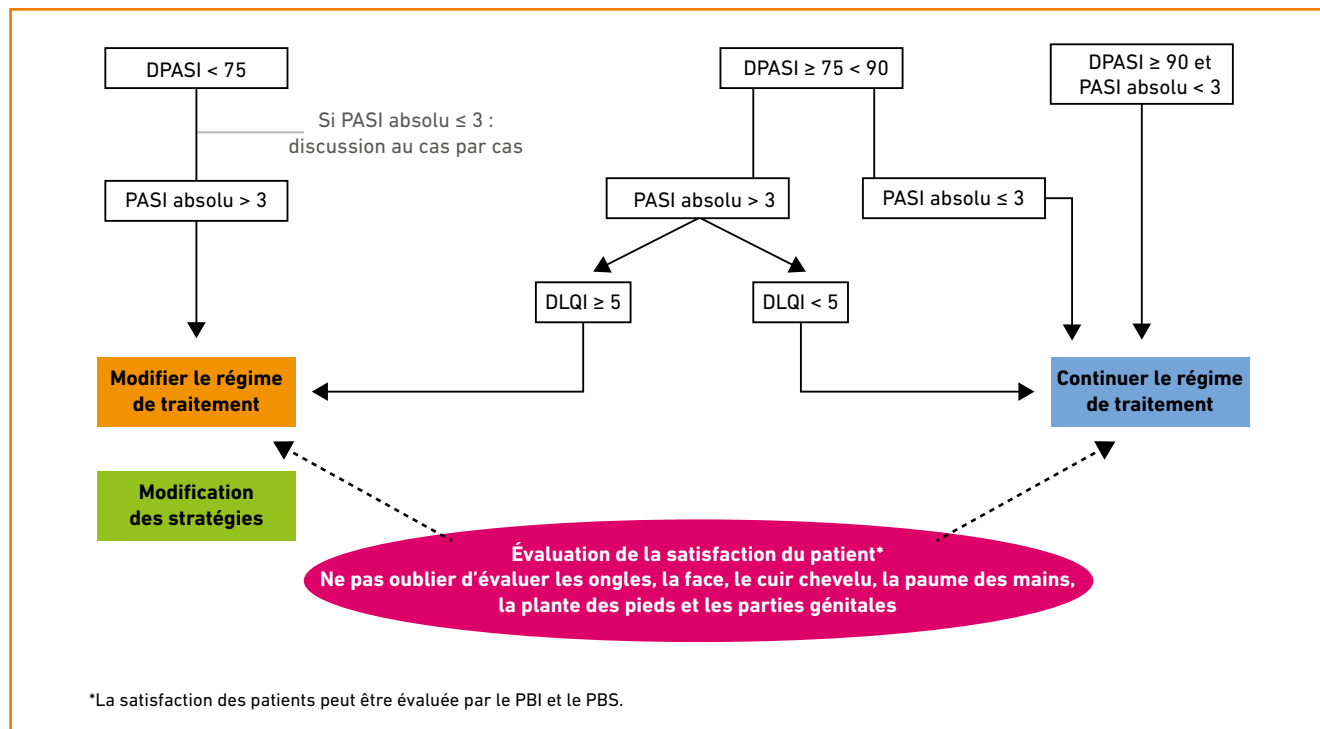 DPASI < 75
DPASI ≥ 75 < 90
DPASI ≥ 90 et
PASI absolu < 3
Si PASI absolu ≤ 3 :
discussion au cas par cas
PASI absolu > 3
PASI absolu > 3
PASI absolu ≤ 3
DLQI ≥ 5
DLQI < 5
Modifier le régime
de traitement
Continuer le régime
de traitement
Modification
des stratégies
Évaluation de la satisfaction du patient*
Ne pas oublier d’évaluer les ongles, la face, le cuir chevelu, la paume des mains,
la plante des pieds et les parties génitales
*La satisfaction des patients peut être évaluée par le PBI et le PBS.